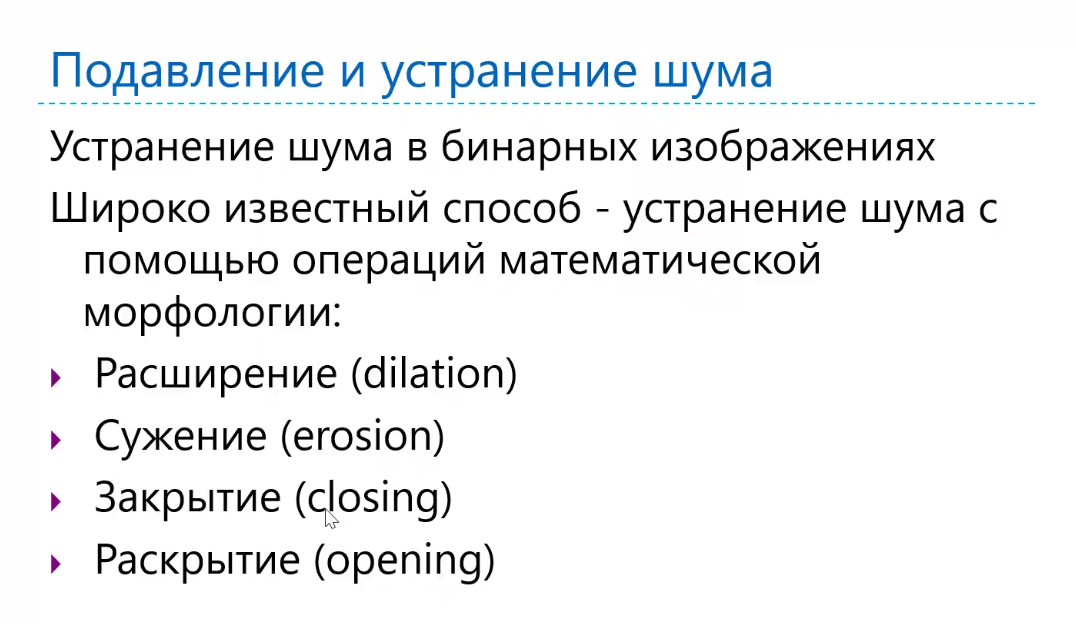 Подавление и устранение шума
Устранение шума в бинарных изображениях
Широко известный способ - устранение шума с
помощью операций математической
морфологии:
Расширение (dilation)
Сужение (erosion)
Закрытие (closing)
Раскрытие (opening)